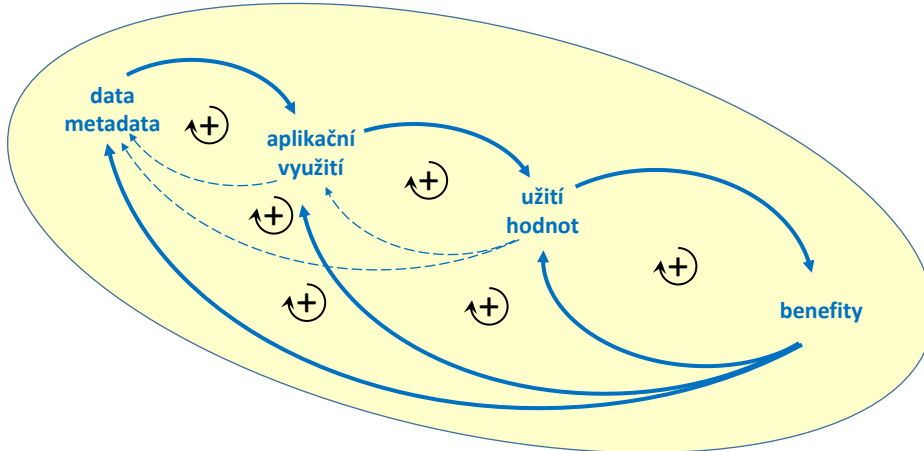 data
metadata
aplikační
využití
užití
hodnot
benefity
+
+
+
+
+
+